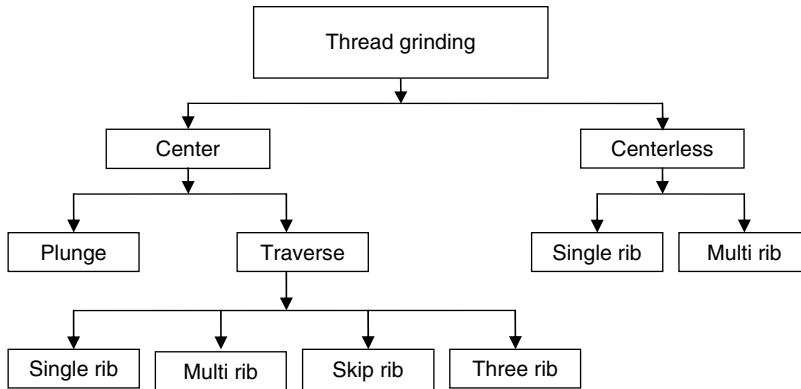 Thread grinding
Center
Centerless
Plunge
Traverse
Single rib
Multi rib
Single rib
Multi rib
Skip rib
Three rib